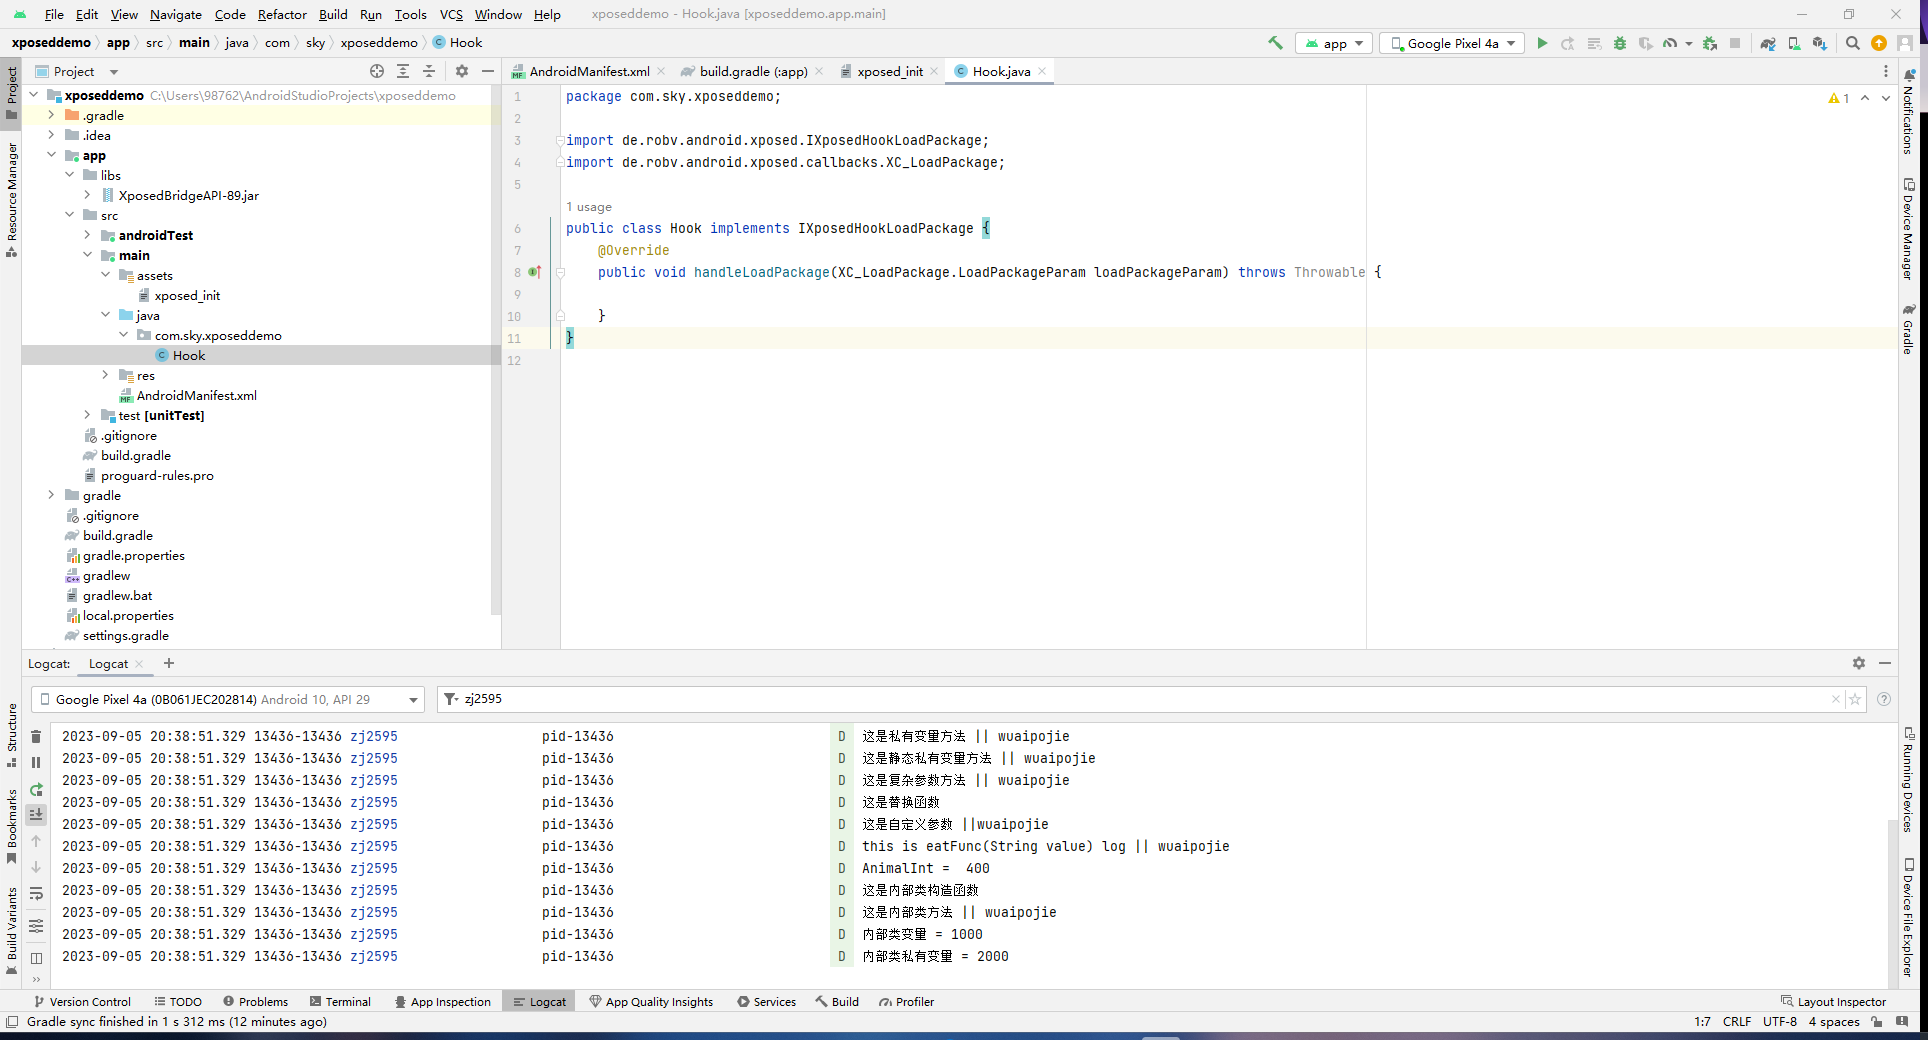 File Edit View Navigate Code Refactor Build Run Tools VCS Window Help xposeddemo - Hook.java [xposeddemo.app.main]
xposeddemo app src main java com sky xposeddemo Hook app Google Pixel 4a
Project
AndroidManifest.xml build.gradle (:app) xposed_init Hook.java
xposeddemo C:\Users\98762\AndroidStudioProjects\xposeddemo
.gradle
.idea
app
libs
XposedBridgeAPI-89.jar
src
androidTest
main
assets
xposed_init
java
com.sky.xposeddemo
Hook
res
AndroidManifest.xml
test [unitTest]
.gitignore
build.gradle
proguard-rules.pro
gradle
.gitignore
build.gradle
gradle.properties
gradlew
gradlew.bat
local.properties
settings.gradle
1 package com.sky.xposeddemo;
2
3 import de.robv.android.xposed.IXposedHookLoadPackage;
4 import de.robv.android.xposed.callbacks.XC_LoadPackage;
5
1 usage
6 public class Hook implements IXposedHookLoadPackage {
7 @Override
8 public void handleLoadPackage(XC_LoadPackage.LoadPackageParam loadPackageParam) throws Throwable {
9
10 }
11 }
12
1
Project
Resource Manager
Structure
Bookmarks
Build Variants
Notifications
Device Manager
Gradle
Running Devices
Device File Explorer
Logcat: Logcat
Google Pixel 4a (0B061JEC202814) Android 10, API 29 zj2595
2023-09-05 20:38:51.329 13436-13436 zj2595 pid-13436 D 这是私有变量方法 || wuaipojie
2023-09-05 20:38:51.329 13436-13436 zj2595 pid-13436 D 这是静态私有变量方法 || wuaipojie
2023-09-05 20:38:51.329 13436-13436 zj2595 pid-13436 D 这是复杂参数方法 || wuaipojie
2023-09-05 20:38:51.329 13436-13436 zj2595 pid-13436 D 这是替换函数
2023-09-05 20:38:51.329 13436-13436 zj2595 pid-13436 D 这是自定义参数 ||wuaipojie
2023-09-05 20:38:51.329 13436-13436 zj2595 pid-13436 D this is eatFunc(String value) log || wuaipojie
2023-09-05 20:38:51.329 13436-13436 zj2595 pid-13436 D AnimalInt =  400
2023-09-05 20:38:51.329 13436-13436 zj2595 pid-13436 D 这是内部类构造函数
2023-09-05 20:38:51.329 13436-13436 zj2595 pid-13436 D 这是内部类方法 || wuaipojie
2023-09-05 20:38:51.329 13436-13436 zj2595 pid-13436 D 内部类变量 = 1000
2023-09-05 20:38:51.329 13436-13436 zj2595 pid-13436 D 内部类私有变量 = 2000
Version Control TODO Problems Terminal App Inspection Logcat App Quality Insights Services Build Profiler Layout Inspector
Gradle sync finished in 1 s 312 ms (12 minutes ago) 1:7 CRLF UTF-8 4 spaces